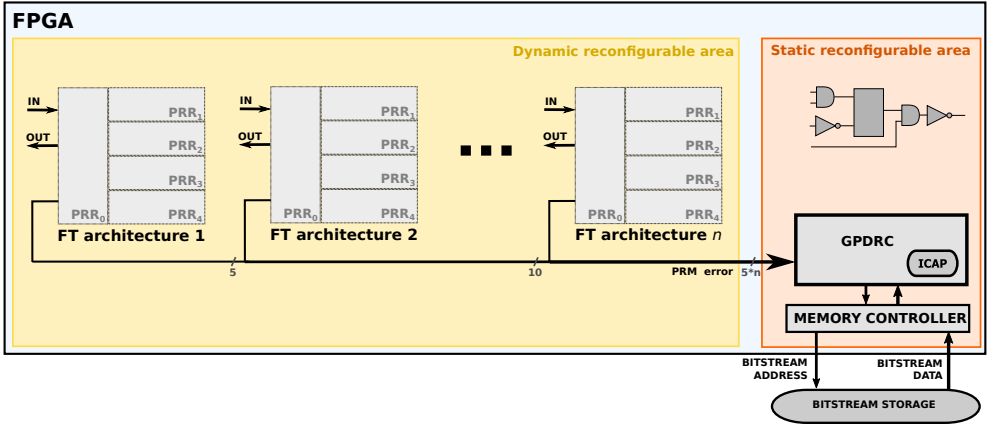 FPGA
Dynamic reconfigurable area
Static reconfigurable area
IN
OUT
PRR1
PRR2
PRR3
PRR0
PRR4
FT architecture 1
IN
OUT
PRR1
PRR2
PRR3
PRR0
PRR4
FT architecture 2
IN
OUT
PRR1
PRR2
PRR3
PRR0
PRR4
FT architecture n
5
10
PRM error
5*n
GPDRC
ICAP
MEMORY CONTROLLER
BITSTREAM
ADDRESS
BITSTREAM
DATA
BITSTREAM STORAGE